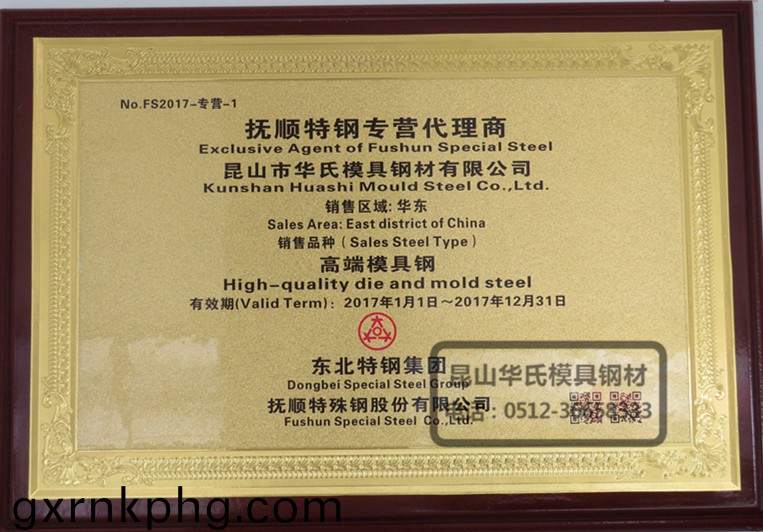 No.FS2017-专营-1
抚顺特钢专营代理商
Exclusive Agent of Fushun Special Steel
昆山市华氏模具钢材有限公司
Kunshan Huashi Mould Steel Co.,Ltd.
销售区域: 华东
Sales Area: East district of China
销售品种 ( Sales Steel Type )
高端模具钢
High-quality die and mold steel
有效期(Valid Term): 2017年1月1日~2017年12月31日
东北特钢集团
Dongbei Special Steel Group
抚顺特殊钢股份有限公司
Fushun Special Steel Co.,Ltd.
昆山华氏模具钢材
gxrnkphg.com